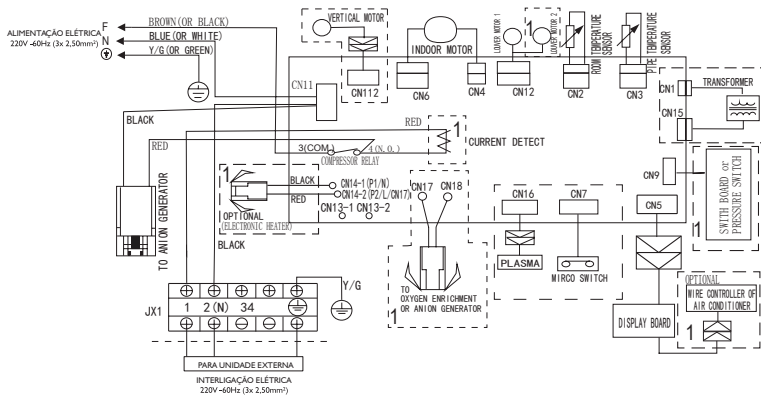 ALIMENTAÇÃO ELÉTRICA
220V -60Hz (3x 2,50mm²)
F
N
BROWN(OR BLACK)
BLUE(OR WHITE)
Y/G(OR GREEN)
VERTICAL MOTOR
CN112
CN11
INDOOR MOTOR
CN6
CN4
LOWER MOTOR 1
1
LOWER MOTOR 2
CN12
ROOM TEMPERATURE
SENSOR
CN2
PIPE TEMPERATURE
SENSOR
CN3
TRANSFORMER
CN1
CN15
BLACK
RED
RED
3(COM.)
4(N.O.)
COMPRESSOR RELAY
1
CURRENT DETECT
TO ANION GENERATOR
1
OPTIONAL
(ELECTRONIC HEATER)
BLACK
RED
CN14-1(P1/N)
CN14-2(P2/L/CN17)
CN13-1
CN13-2
CN17
CN18
TO
OXYGEN ENRICHMENT
OR ANION GENERATOR
1
CN16
PLASMA
CN7
MIRCO SWITCH
CN9
SWITH BOARD or
PRESSURE SWITCH
1
CN5
DISPLAY BOARD
OPTIONAL
WIRE CONTROLLER OF
AIR CONDITIONER
1
BLACK
Y/G
JX1
1
2(N)
34
PARA UNIDADE EXTERNA
INTERLIGAÇÃO ELÉTRICA
220V -60Hz (3x 2,50mm²)